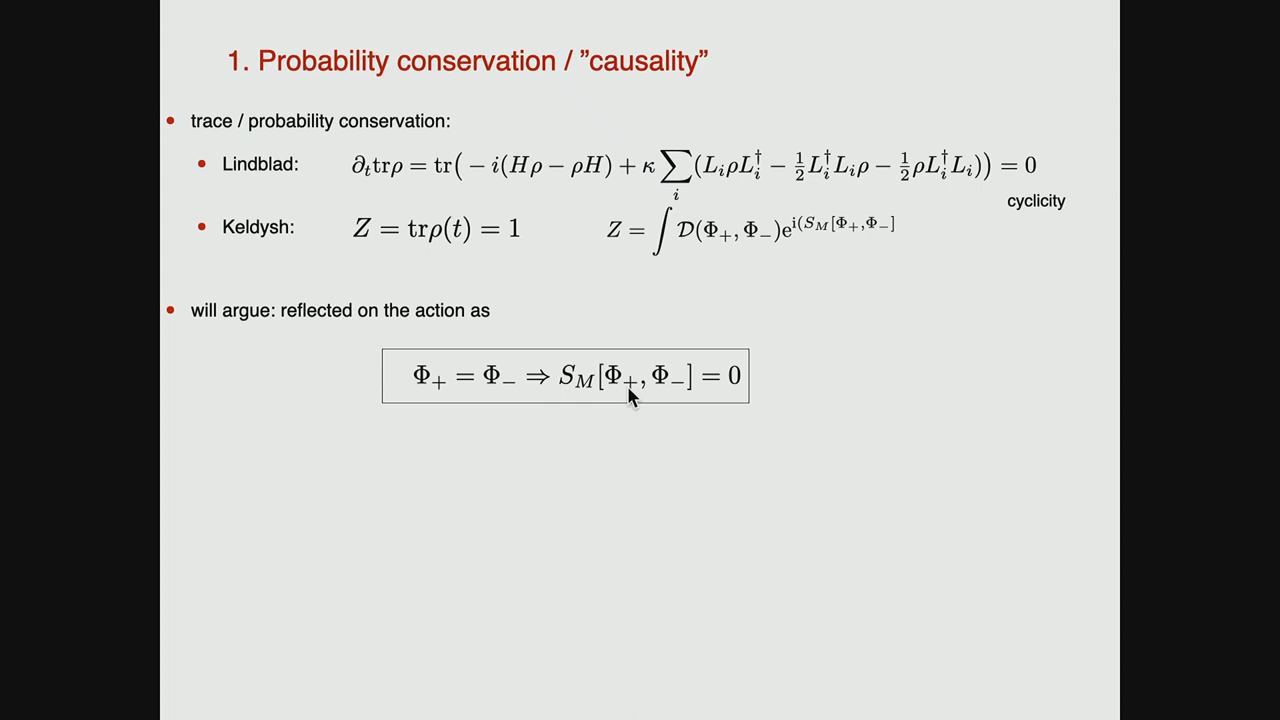 1. Probability conservation / ”causality”
• trace / probability conservation:
• Lindblad: ∂ₜtrρ = tr( − i(Hρ − ρH) + κ ∑ᵢ (LᵢρLᵢ† − ½Lᵢ†Lᵢρ − ½ρLᵢ†Lᵢ)) = 0
cyclicity
• Keldysh: Z = trρ(t) = 1 Z = ∫ 𝒟(Φ₊, Φ₋)e^{i(S_M[Φ₊,Φ₋]}
• will argue: reflected on the action as
Φ₊ = Φ₋ ⇒ S_M[Φ₊, Φ₋] = 0